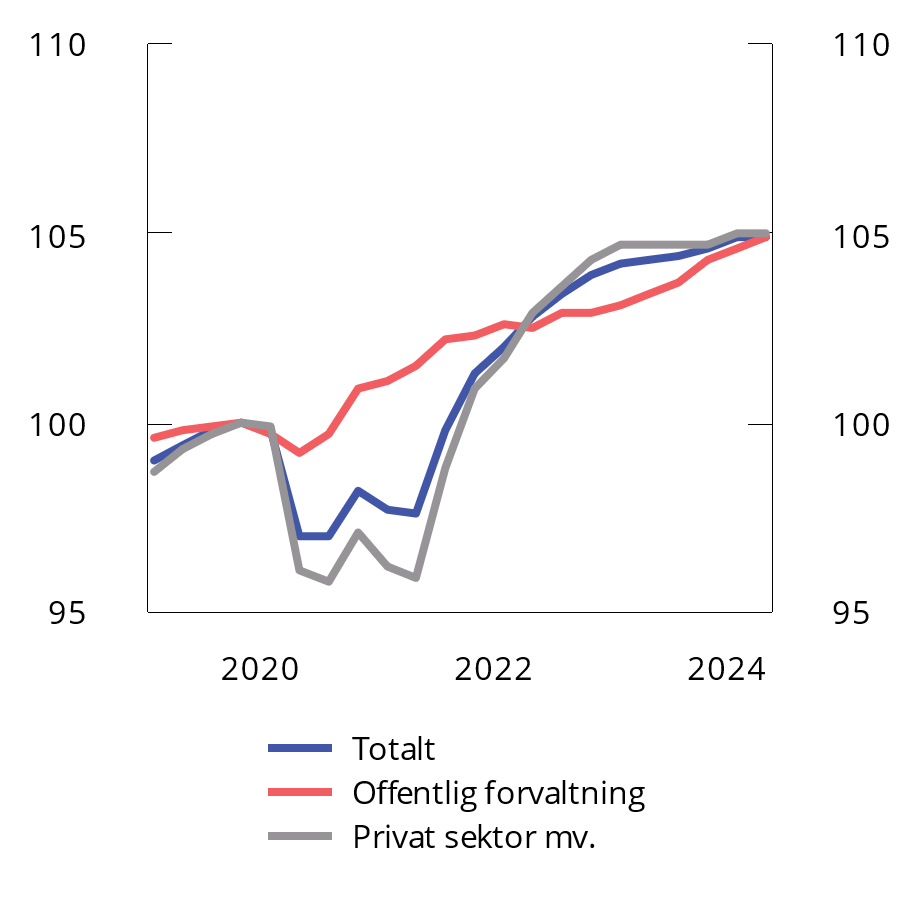 110 110
105 105
100 100
95 95
2020 2022 2024
Totalt
Offentlig forvaltning
Privat sektor mv.